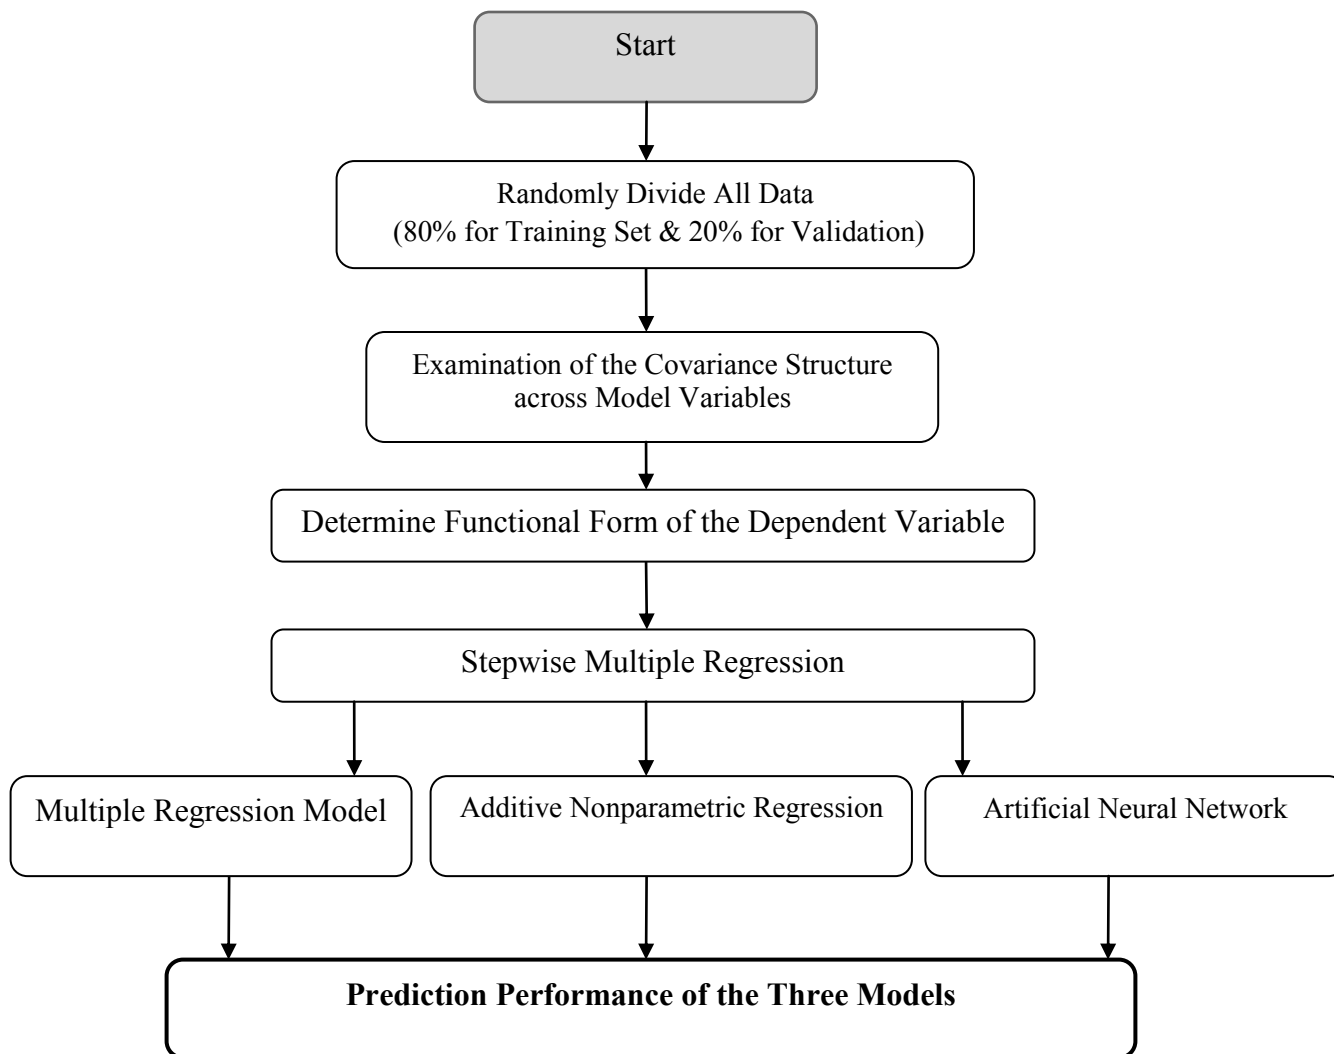 Start
Randomly Divide All Data
(80% for Training Set & 20% for Validation)
Examination of the Covariance Structure
across Model Variables
Determine Functional Form of the Dependent Variable
Stepwise Multiple Regression
Multiple Regression Model
Additive Nonparametric Regression
Artificial Neural Network
Prediction Performance of the Three Models